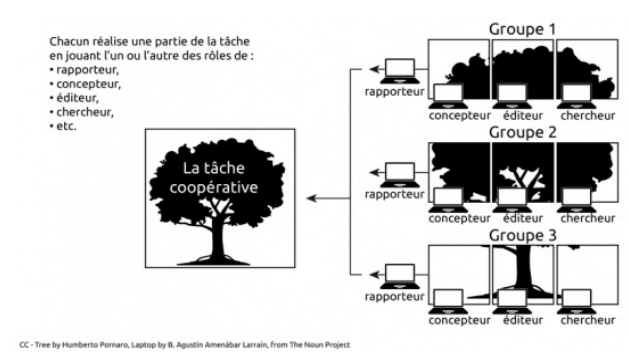 Chacun réalise une partie de la tâche
en jouant l'un ou l'autre des rôles de :
• rapporteur,
• concepteur,
• éditeur,
• chercheur,
• etc.
La tâche
coopérative
Groupe 1
rapporteur
concepteur éditeur chercheur
Groupe 2
rapporteur
concepteur éditeur chercheur
Groupe 3
rapporteur
concepteur éditeur chercheur
CC - Tree by Humberto Pornaro, Laptop by B. Agustín Amenábar Larraín, from The Noun Project